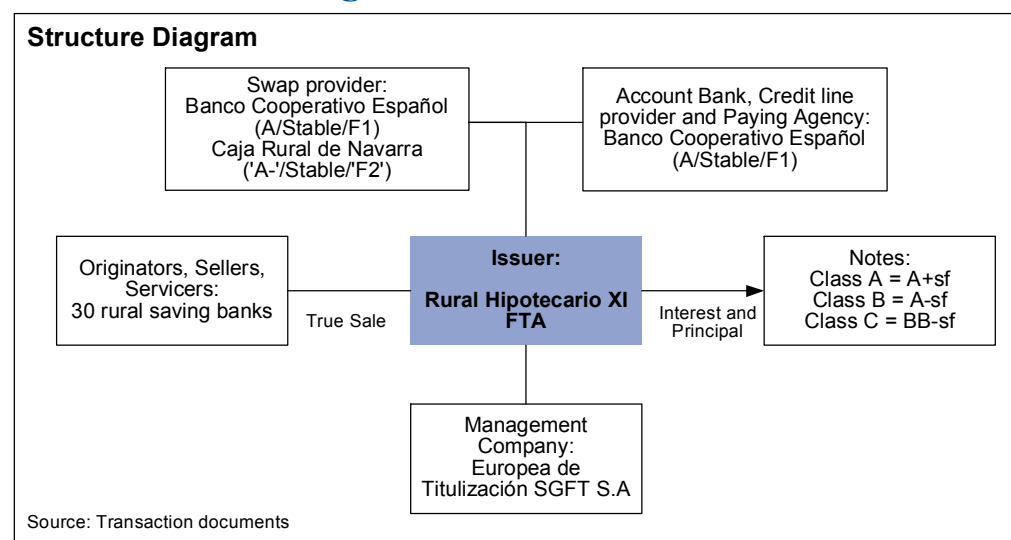 Structure Diagram
Swap provider:
Banco Cooperativo Español
(A/Stable/F1)
Caja Rural de Navarra
('A-'/Stable/'F2')
Account Bank, Credit line
provider and Paying Agency:
Banco Cooperativo Español
(A/Stable/F1)
Originators, Sellers,
Servicers:
30 rural saving banks
True Sale
Issuer:
Rural Hipotecario XI
FTA
Interest and
Principal
Notes:
Class A = A+sf
Class B = A-sf
Class C = BB-sf
Management
Company:
Europea de
Titulización SGFT S.A
Source: Transaction documents